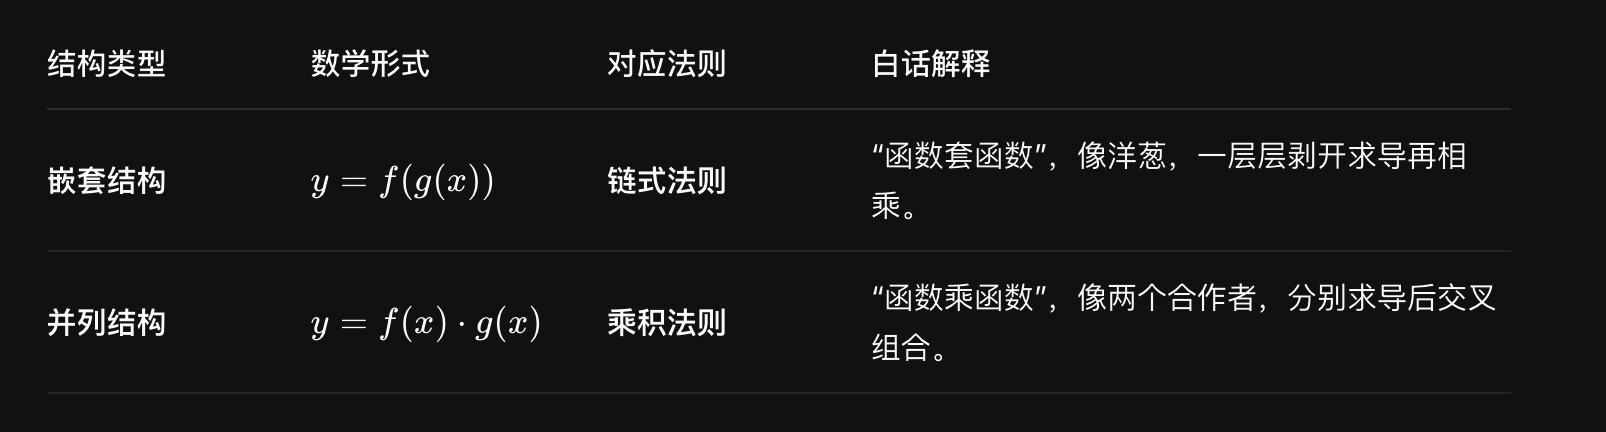 结构类型 数学形式 对应法则 白话解释
嵌套结构 y = f(g(x)) 链式法则 “函数套函数”，像洋葱，一层层剥开求导再相
乘。
并列结构 y = f(x) · g(x) 乘积法则 “函数乘函数”，像两个合作者，分别求导后交叉
组合。